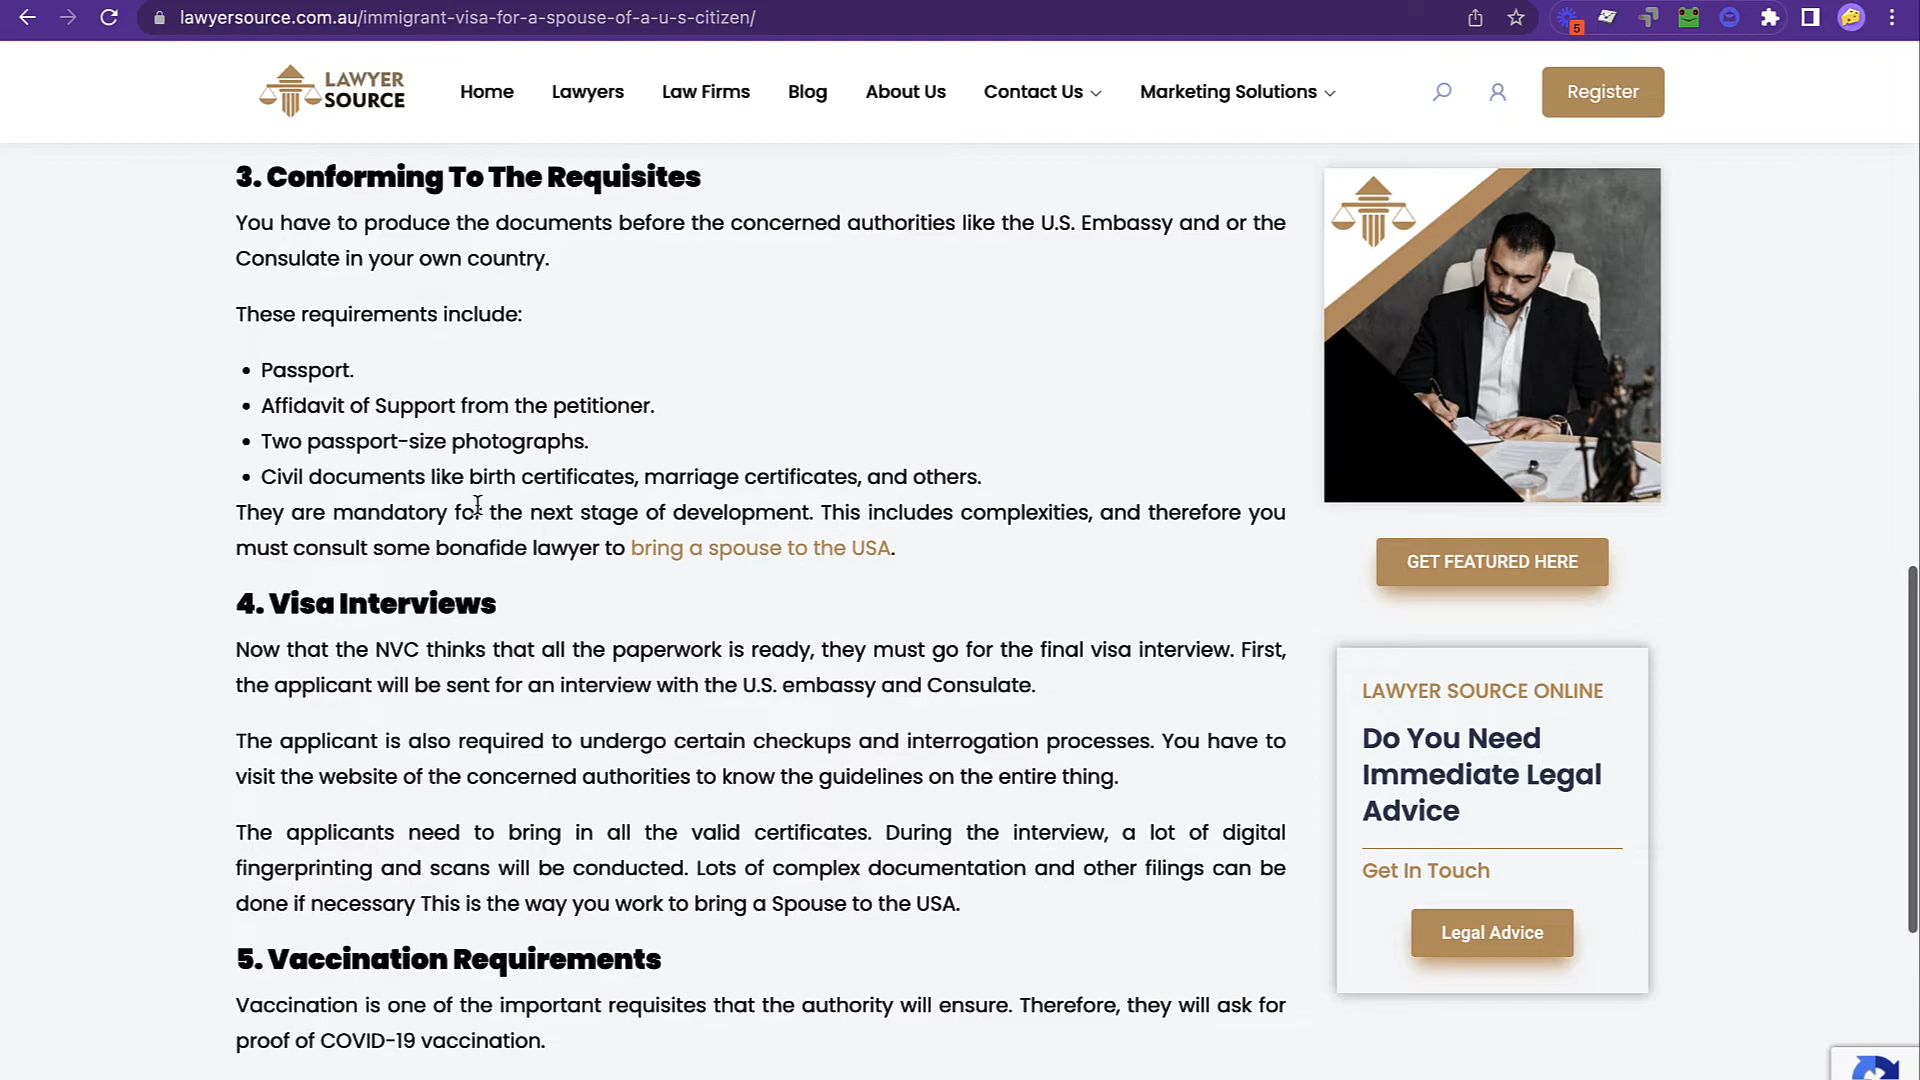 lawyersource.com.au/immigrant-visa-for-a-spouse-of-a-u-s-citizen/
5
LAWYER
SOURCE
Home
Lawyers
Law Firms
Blog
About Us
Contact Us
Marketing Solutions
Register
3. Conforming To The Requisites
You have to produce the documents before the concerned authorities like the U.S. Embassy and or the
Consulate in your own country.
These requirements include:
• Passport.
• Affidavit of Support from the petitioner.
• Two passport-size photographs.
• Civil documents like birth certificates, marriage certificates, and others.
They are mandatory for the next stage of development. This includes complexities, and therefore you
must consult some bonafide lawyer to bring a spouse to the USA.
4. Visa Interviews
Now that the NVC thinks that all the paperwork is ready, they must go for the final visa interview. First,
the applicant will be sent for an interview with the U.S. embassy and Consulate.
The applicant is also required to undergo certain checkups and interrogation processes. You have to
visit the website of the concerned authorities to know the guidelines on the entire thing.
The applicants need to bring in all the valid certificates. During the interview, a lot of digital
fingerprinting and scans will be conducted. Lots of complex documentation and other filings can be
done if necessary This is the way you work to bring a Spouse to the USA.
5. Vaccination Requirements
Vaccination is one of the important requisites that the authority will ensure. Therefore, they will ask for
proof of COVID-19 vaccination.
GET FEATURED HERE
LAWYER SOURCE ONLINE
Do You Need
Immediate Legal
Advice
Get In Touch
Legal Advice